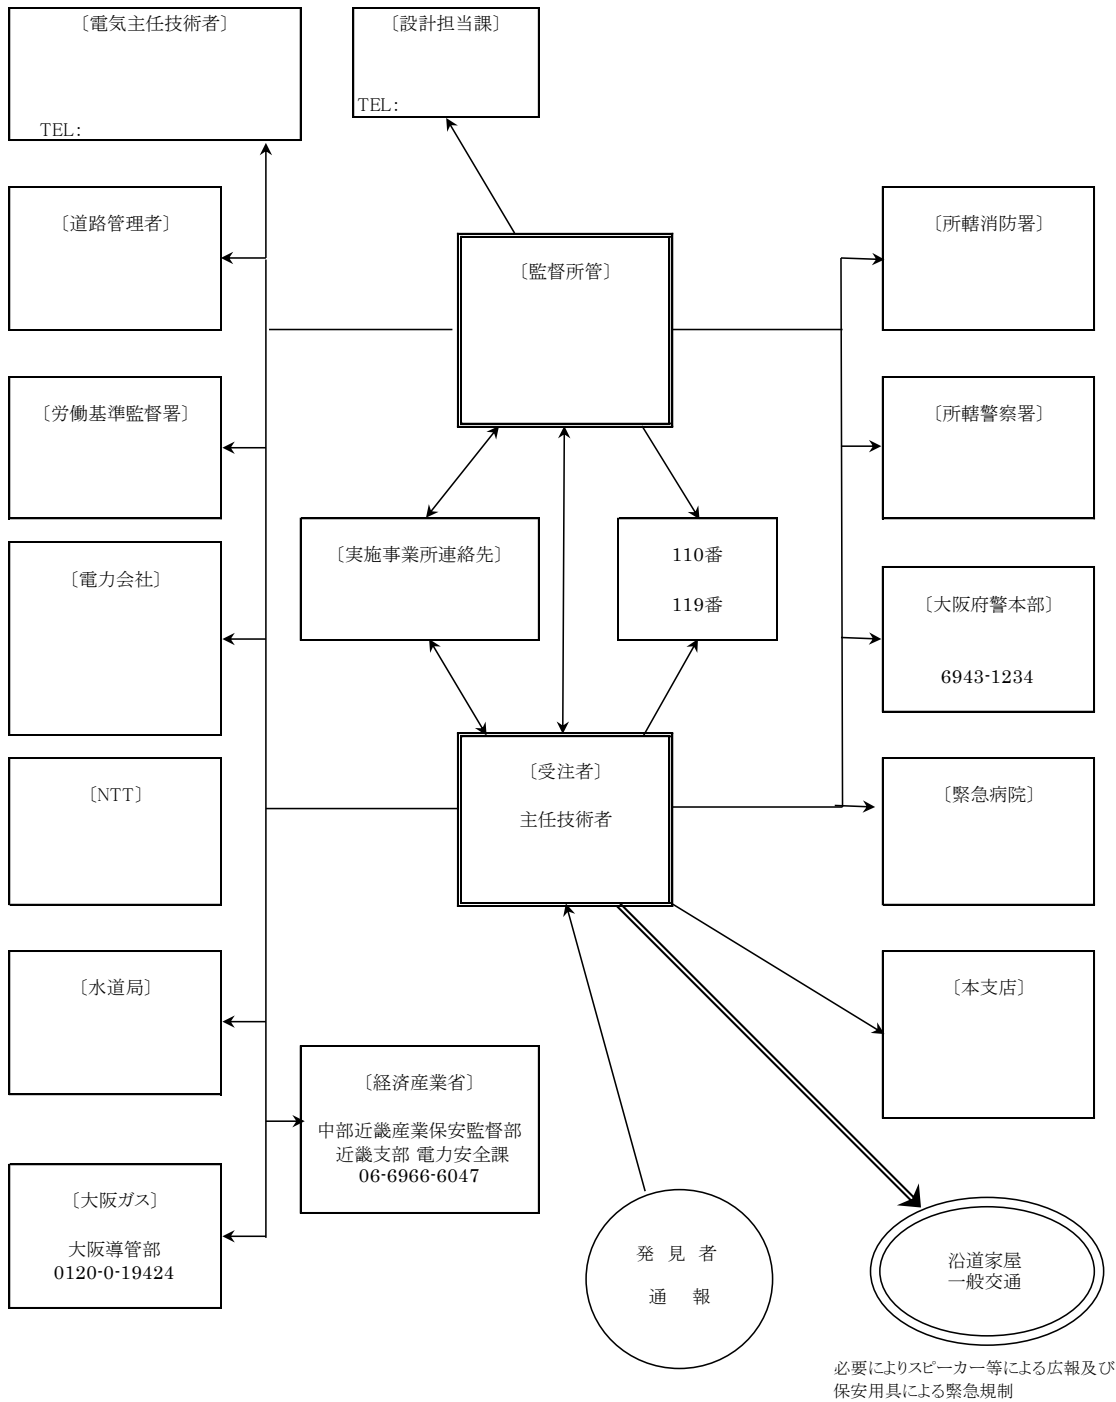 〔電気主任技術者〕
TEL：
〔設計担当課〕
TEL：
〔道路管理者〕
〔監督所管〕
〔所轄消防署〕
〔労働基準監督署〕
〔所轄警察署〕
〔実施事業所連絡先〕
110番
119番
〔電力会社〕
〔大阪府警本部〕
6943-1234
〔NTT〕
〔受注者〕
主任技術者
〔緊急病院〕
〔水道局〕
〔本支店〕
〔経済産業省〕
中部近畿産業保安監督部
近畿支部 電力安全課
06-6966-6047
〔大阪ガス〕
大阪導管部
0120-0-19424
発 見 者
通 報
沿道家屋
一般交通
必要によりスピーカー等による広報及び
保安用具による緊急規制